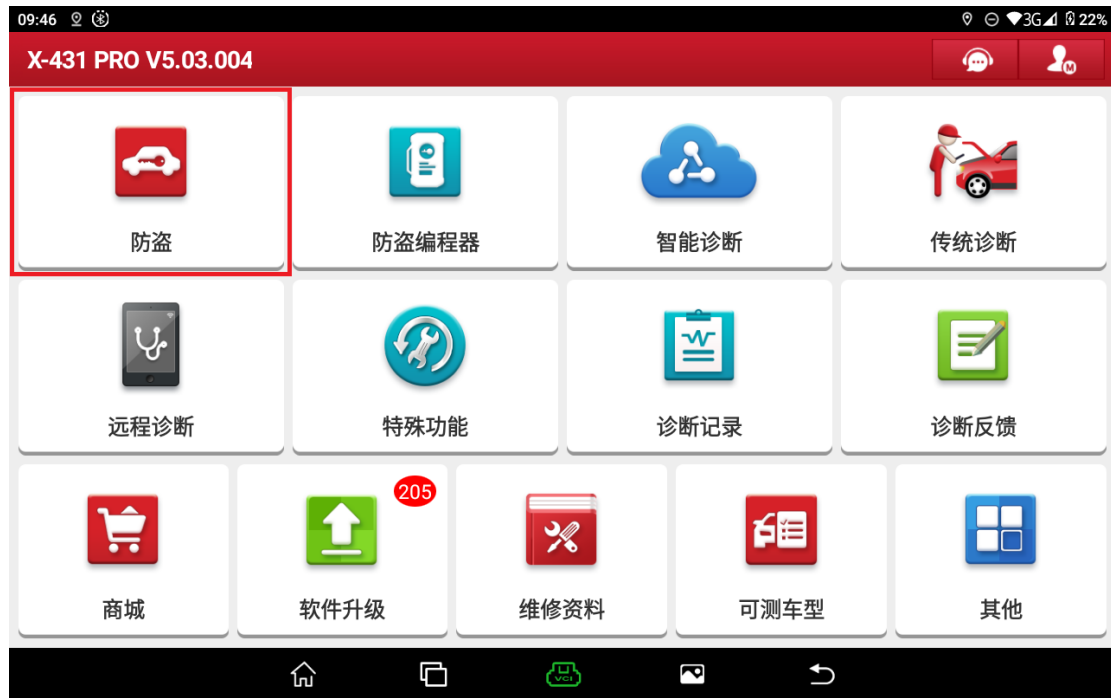 09:46 3G 22%
X-431 PRO V5.03.004
M
防盗 防盗编程器 智能诊断 传统诊断
远程诊断 特殊功能 诊断记录 诊断反馈
205
商城 软件升级 维修资料 可测车型 其他
VCI